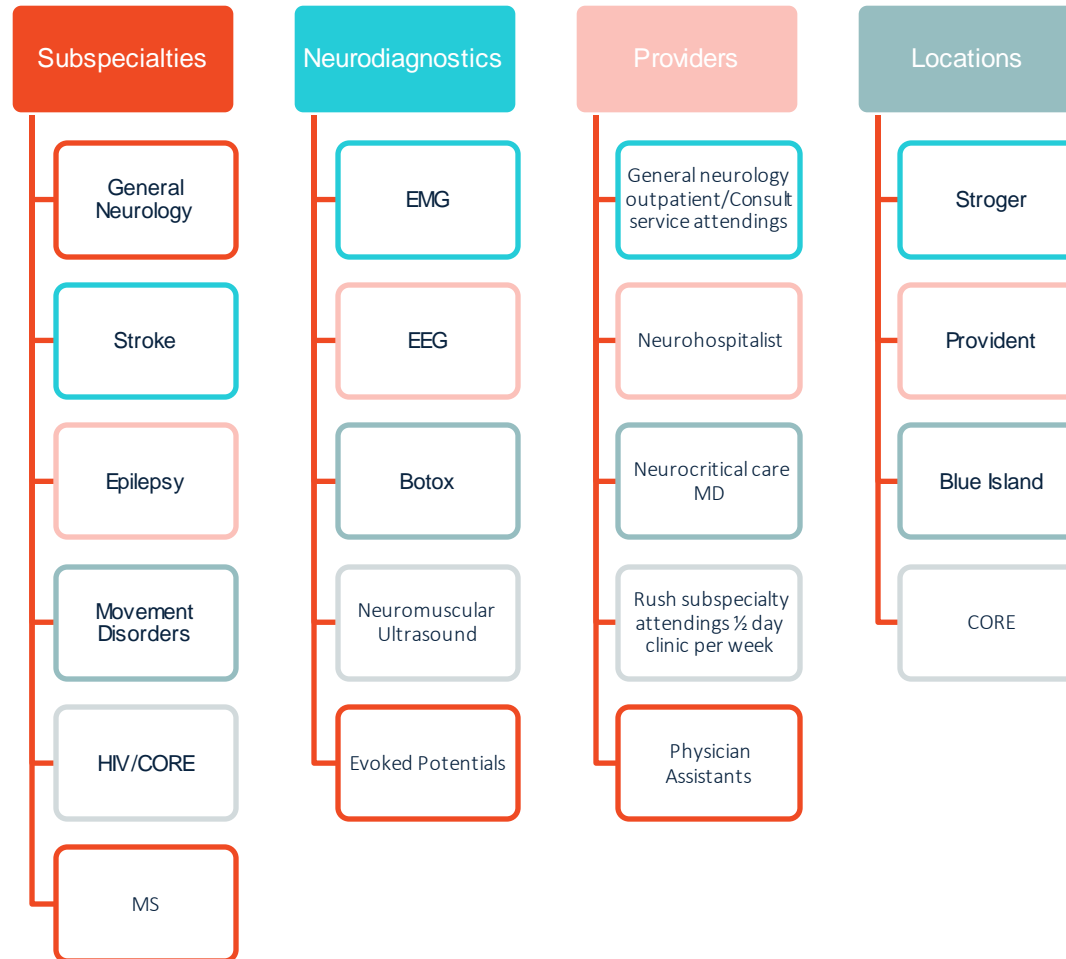 Subspecialties
General
Neurology
Stroke
Epilepsy
Movement
Disorders
HIV/CORE
MS
Neurodiagnostics
EMG
EEG
Botox
Neuromuscular
Ultrasound
Evoked Potentials
Providers
General neurology
outpatient/Consult
service attendings
Neurohospitalist
Neurocritical care
MD
Rush subspecialty
attendings ½ day
clinic per week
Physician
Assistants
Locations
Stroger
Provident
Blue Island
CORE